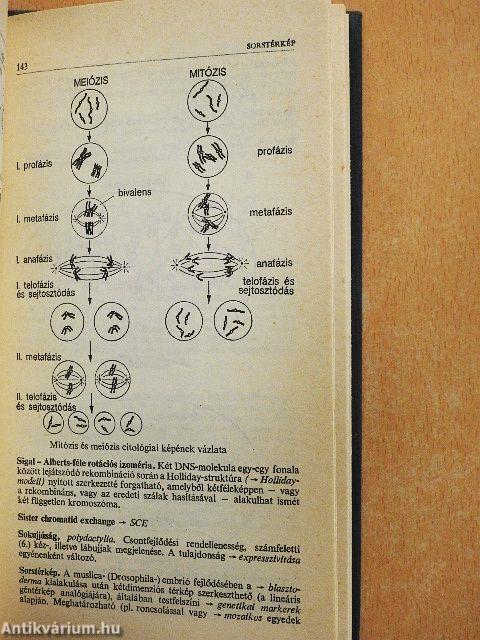 143 SORSTÉRKÉP
MEIÓZIS MITÓZIS
I. profázis profázis
bivalens
I. metafázis metafázis
I. anafázis anafázis
I. telofázis és sejtosztódás telofázis és sejtosztódás
II. metafázis
II. telofázis és sejtosztódás
Mitózis és meiózis citológiai képének vázlata
Sigal – Alberts-féle rotációs izoméria. Két DNS-molekula egy-egy fonala
között lejátszódó rekombináció során a Holliday-struktúra (→ Holliday-
modell) nyitott szerkezetté forgatható, amelyből kétféleképpen – vagy
a rekombináns, vagy az eredeti szálak hasításával – alakulhat ismét
két független kromoszóma.
Sister chromatid exchange → SCE
Sokujjúság, polydactylia. Csontfejlődési rendellenesség, számfeletti
(6.) kéz-, illetve lábujjak megjelenése. A tulajdonság → expresszivitása
egyénenként változó.
Sorstérkép. A muslica- (Drosophila-) embrió fejlődésében a → blaszto-
derma kialakulása után kétdimenziós térkép szerkeszthető (a lineáris
géntérkép analógiájára), általában testfelszíni → genetikai markerek
alapján. Meghatározható (pl. roncsolással vagy → mozaikos egyedek
Antikvárium.hu